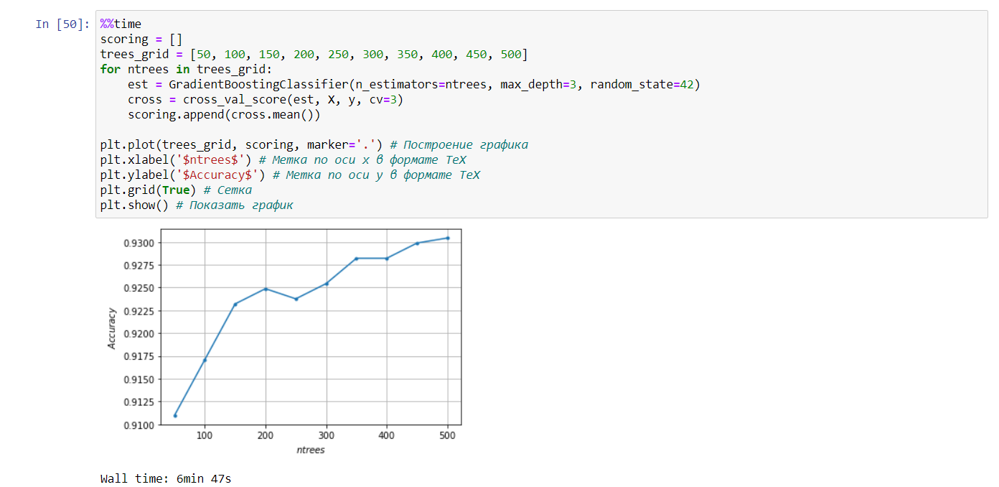 In [50]: %%time
scoring = []
trees_grid = [50, 100, 150, 200, 250, 300, 350, 400, 450, 500]
for ntrees in trees_grid:
    est = GradientBoostingClassifier(n_estimators=ntrees, max_depth=3, random_state=42)
    cross = cross_val_score(est, X, y, cv=3)
    scoring.append(cross.mean())
plt.plot(trees_grid, scoring, marker='.') # Построение графика
plt.xlabel('$ntrees$') # Метка по оси x в формате TeX
plt.ylabel('$Accuracy$') # Метка по оси y в формате TeX
plt.grid(True) # Сетка
plt.show() # Показать график
0.9300
0.9275
0.9250
0.9225
0.9200
0.9175
0.9150
0.9125
0.9100
Accuracy
100 200 300 400 500
ntrees
Wall time: 6min 47s